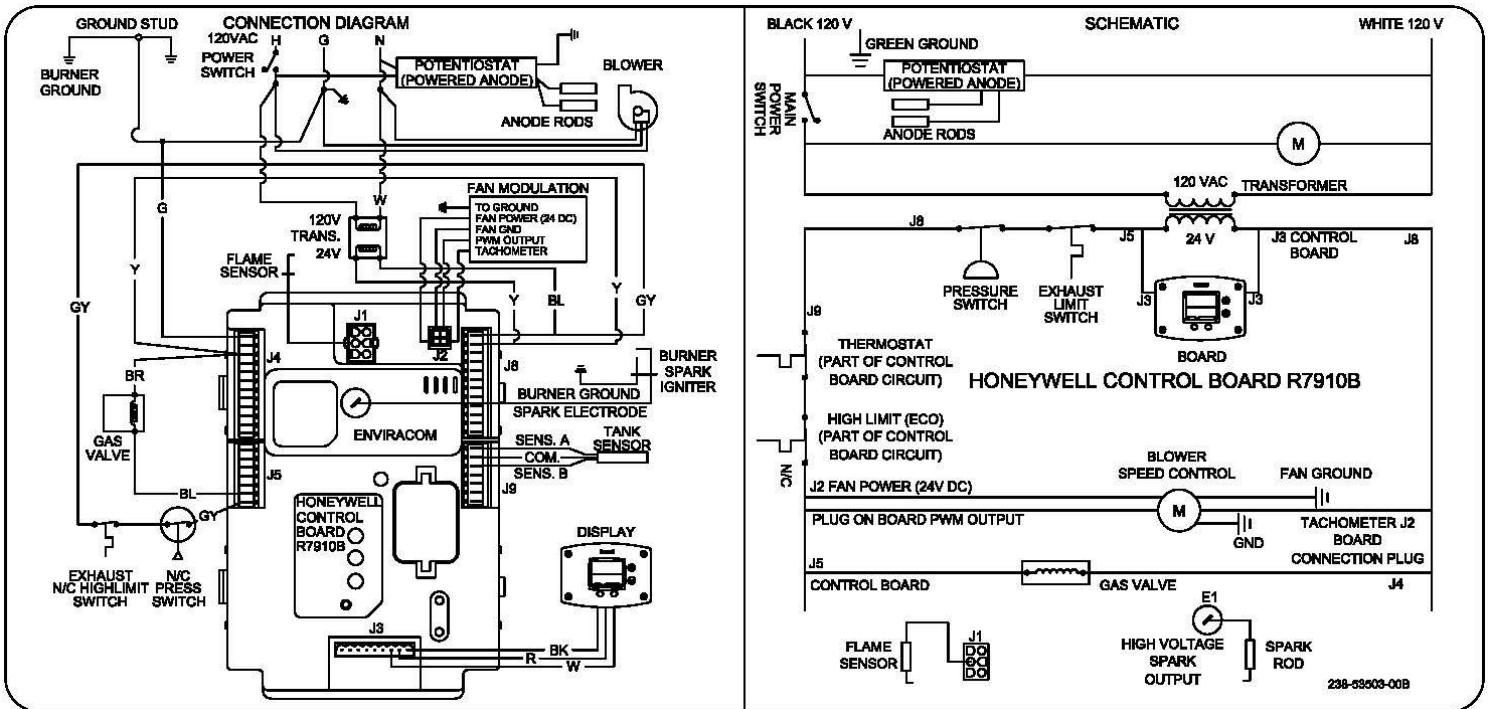 GROUND STUD
CONNECTION DIAGRAM
120VAC
H
G
N
POWER
SWITCH
BURNER
GROUND
POTENTIOSTAT
(POWERED ANODE)
BLOWER
ANODE RODS
G
W
FAN MODULATION
TO GROUND
FAN POWER (24 DC)
FAN GND
PWM OUTPUT
TACHOMETER
120V
TRANS.
24V
FLAME
SENSOR
Y
GY
Y
BL
Y
GY
J1
J2
J4
J8
BURNER
SPARK
IGNITER
BR
BURNER GROUND
SPARK ELECTRODE
ENVIRACOM
GAS
VALVE
SENS. A
COM.
SENS. B
TANK
SENSOR
J5
J9
BL
GY
HONEYWELL
CONTROL
BOARD
R7910B
DISPLAY
EXHAUST
N/C HIGHLIMIT
SWITCH
N/C
PRESS
SWITCH
J3
BK
R
W
BLACK 120 V
SCHEMATIC
WHITE 120 V
GREEN GROUND
POTENTIOSTAT
(POWERED ANODE)
MAIN
POWER
SWITCH
ANODE RODS
M
120 VAC
TRANSFORMER
J8
J5
24 V
J3 CONTROL
BOARD
J8
PRESSURE
SWITCH
EXHAUST
LIMIT
SWITCH
J3
J3
BOARD
J9
THERMOSTAT
(PART OF CONTROL
BOARD CIRCUIT)
HONEYWELL CONTROL BOARD R7910B
HIGH LIMIT (ECO)
(PART OF CONTROL
BOARD CIRCUIT)
N/C
BLOWER
SPEED CONTROL
FAN GROUND
J2 FAN POWER (24V DC)
M
PLUG ON BOARD PWM OUTPUT
GND
TACHOMETER J2
BOARD
CONNECTION PLUG
J5
CONTROL BOARD
GAS VALVE
J4
FLAME
SENSOR
J1
E1
HIGH VOLTAGE
SPARK
OUTPUT
SPARK
ROD
238-53503-00B